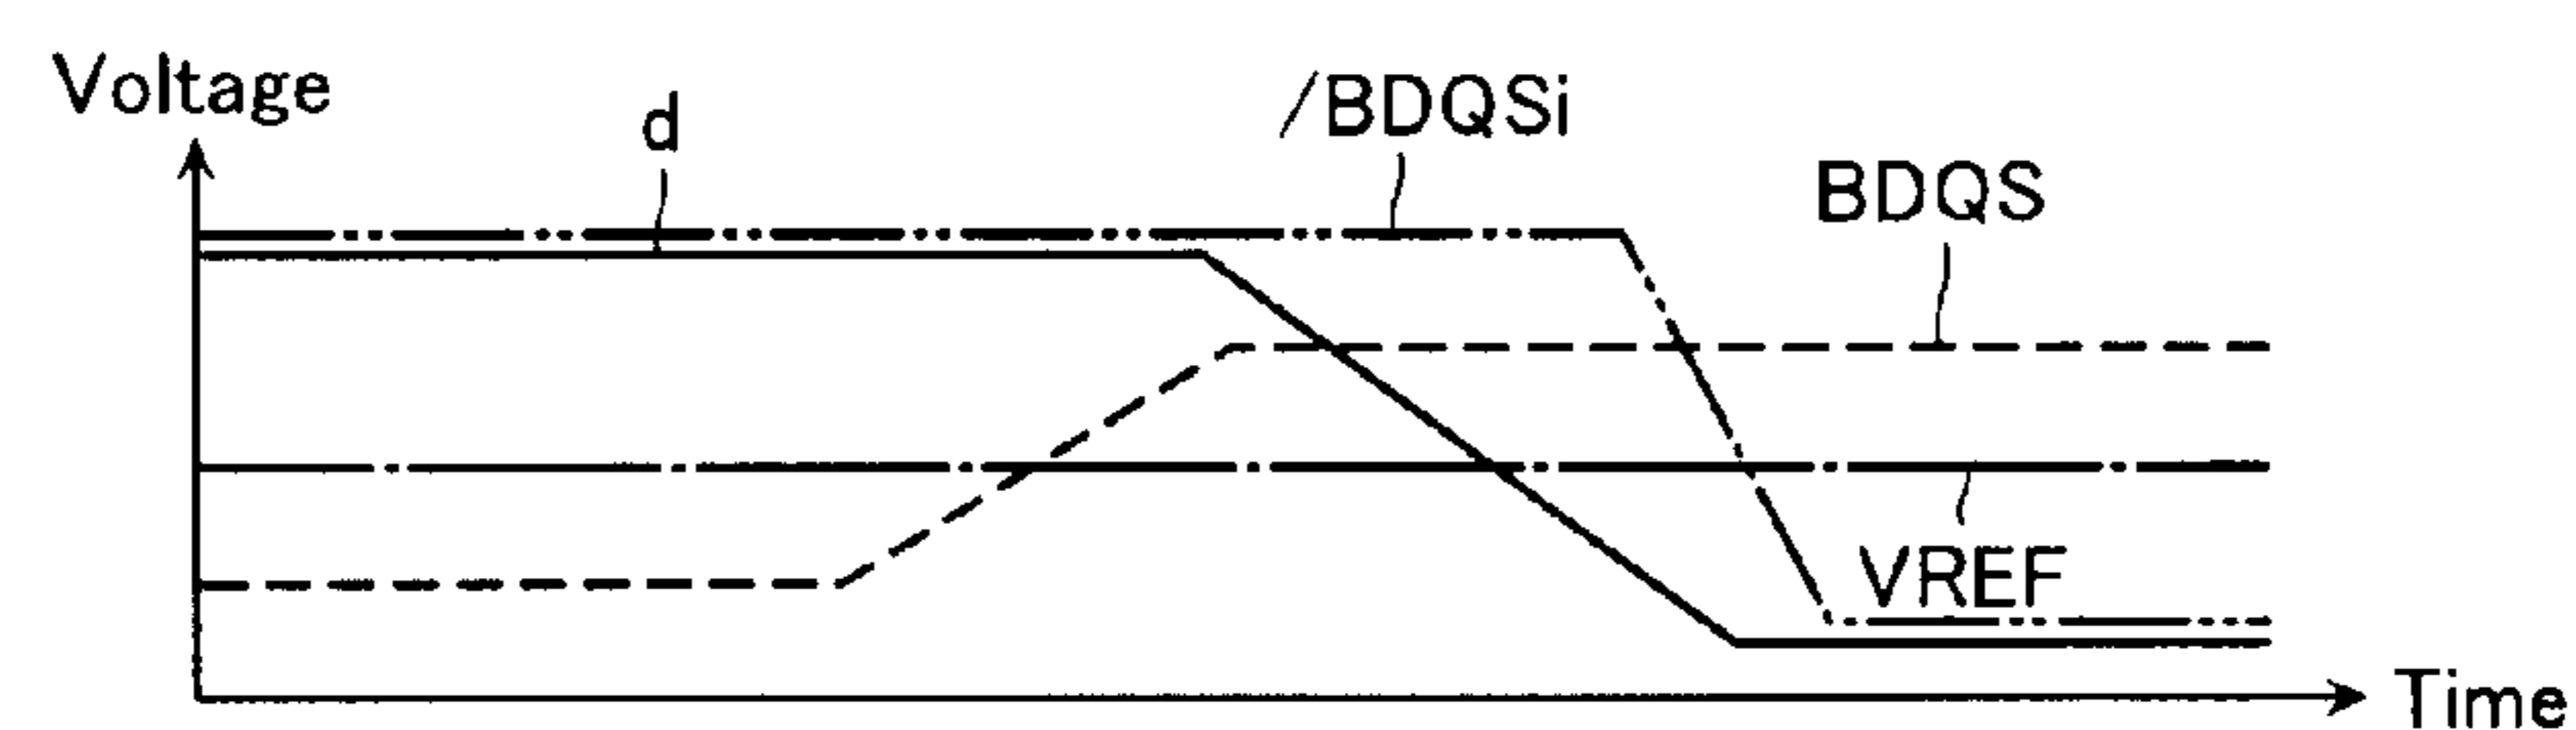 Voltage
d
/BDQSi
BDQS
VREF
Time